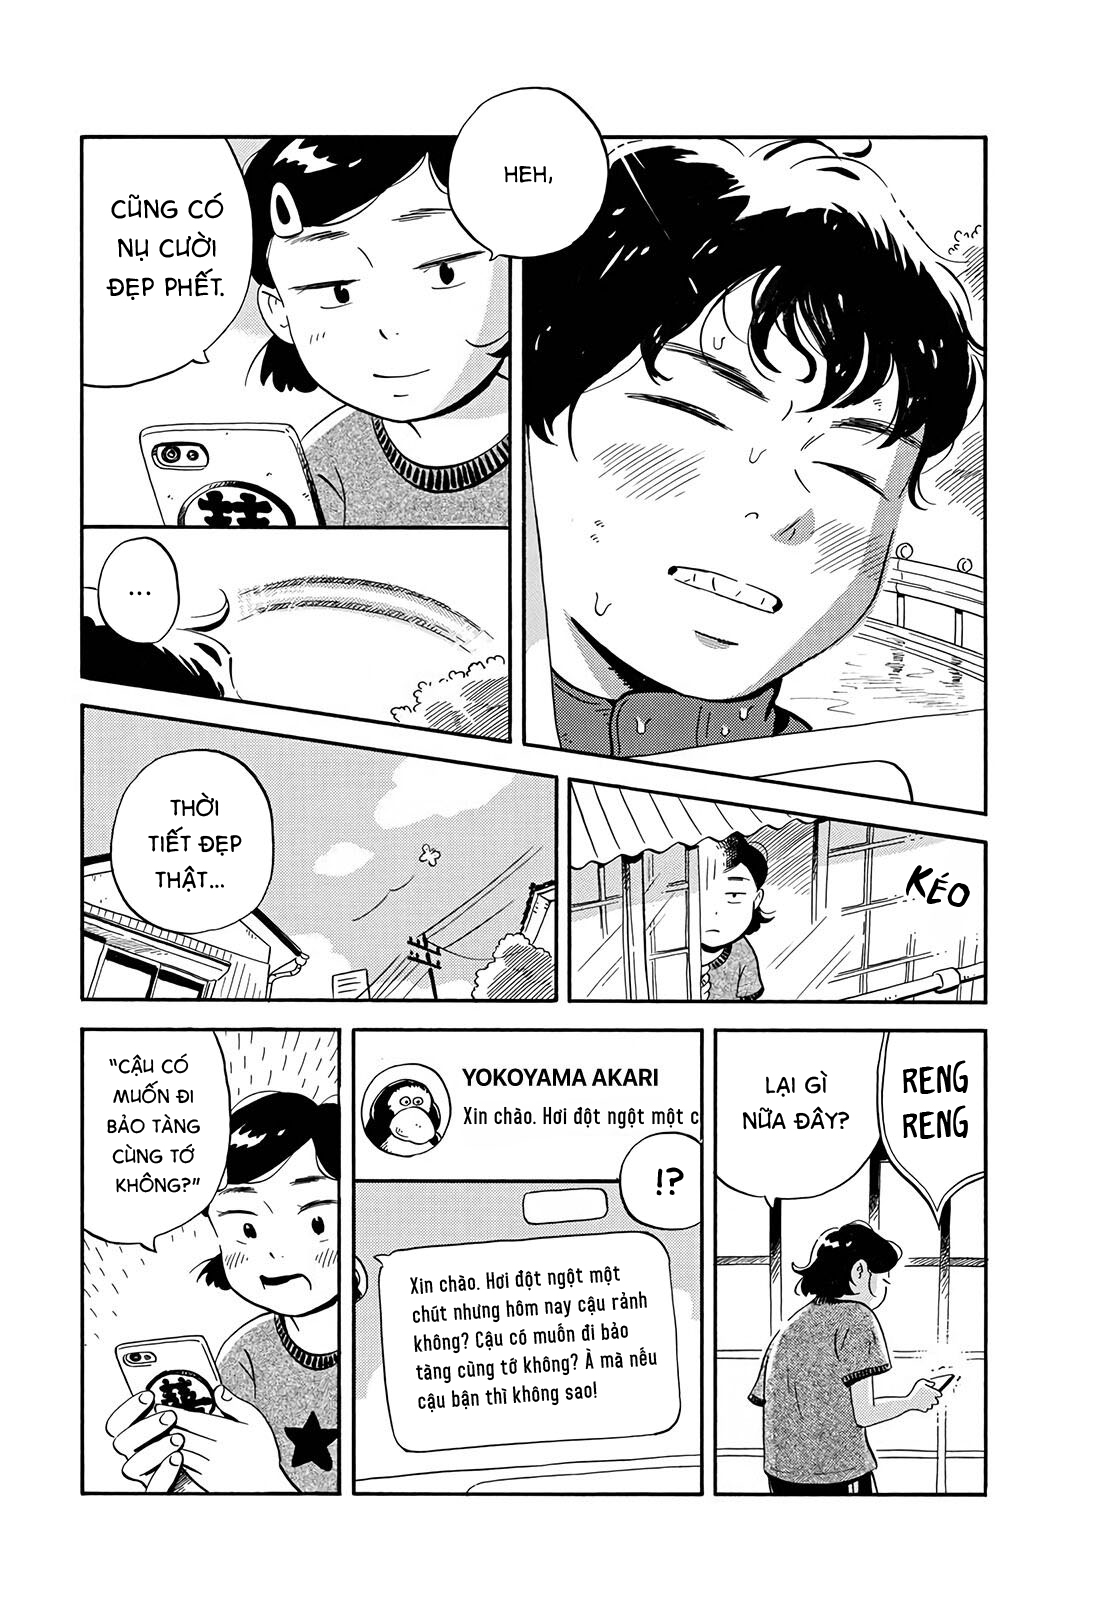 HEH,
CŨNG CÓ
NỤ CƯỜI
ĐẸP PHẾT.
...
KÉO
THỜI
TIẾT ĐẸP
THẬT...
RENG
RENG
LẠI GÌ
NỮA ĐÂY?
YOKOYAMA AKARI
Xin chào. Hơi đột ngột một c
!?
Xin chào. Hơi đột ngột một
chút nhưng hôm nay cậu rảnh
không? Cậu có muốn đi bảo
tàng cùng tớ không? À mà nếu
cậu bận thì không sao!
“CẬU CÓ
MUỐN ĐI
BẢO TÀNG
CÙNG TỚ
KHÔNG?”